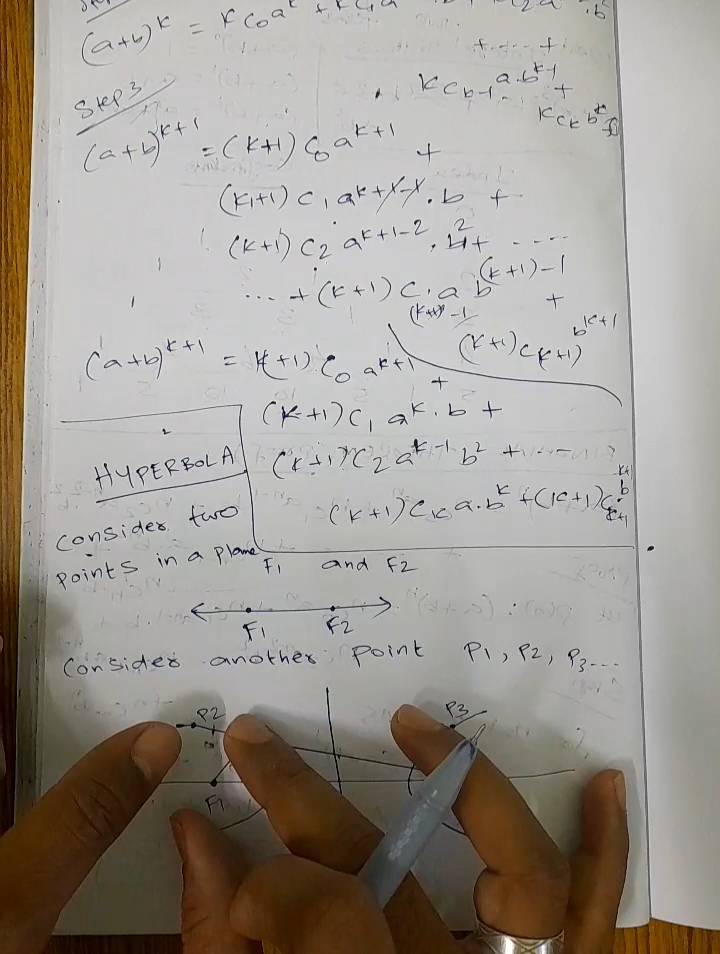 (a+b)^k = kC0 a^k +
+ ---- +
kCk-1 a.b^k-1 +
kCk b^k
Step 3
(a+b)^k+1 = (k+1) C0 a^k+1 +
(k+1) C1 a^k+1-1 . b +
(k+1) C2 a^k+1-2 . b^2 + ----
... + (k+1) C(k+1)-1 a b^(k+1)-1 +
(k+1)C(k+1) b^k+1
(a+b)^k+1 = (k+1) C0 a^k+1 +
(k+1)C1 a^k . b +
(k+1)C2 a^k-1 b^2 + ---
(k+1)Ck a.b^k + (k+1)Ck+1 b^k+1
HYPERBOLA
Consider two
points in a plane F1 and F2
F1 F2
Consider another point P1, P2, P3---
P2 P3
F1